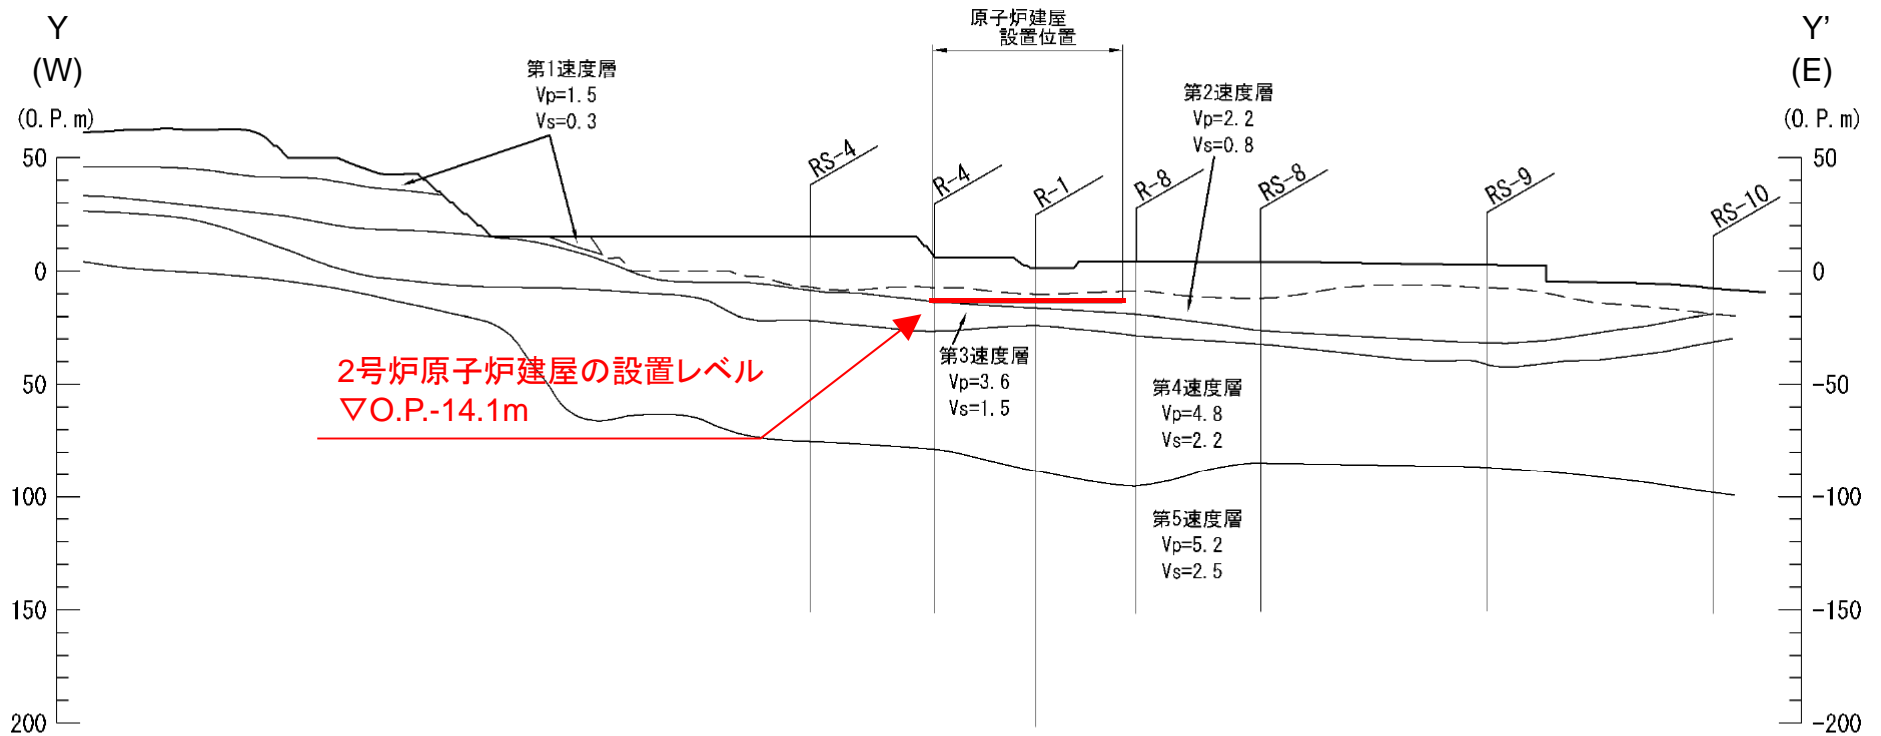 Y
(W)
(O.P.m)
50
0
50
100
150
200
第1速度層
Vp=1.5
Vs=0.3
原子炉建屋
設置位置
RS-4
R-4
R-1
R-8
RS-8
RS-9
RS-10
第2速度層
Vp=2.2
Vs=0.8
第3速度層
Vp=3.6
Vs=1.5
2号炉原子炉建屋の設置レベル
▽O.P.-14.1m
第4速度層
Vp=4.8
Vs=2.2
第5速度層
Vp=5.2
Vs=2.5
Y’
(E)
(O.P.m)
50
0
-50
-100
-150
-200